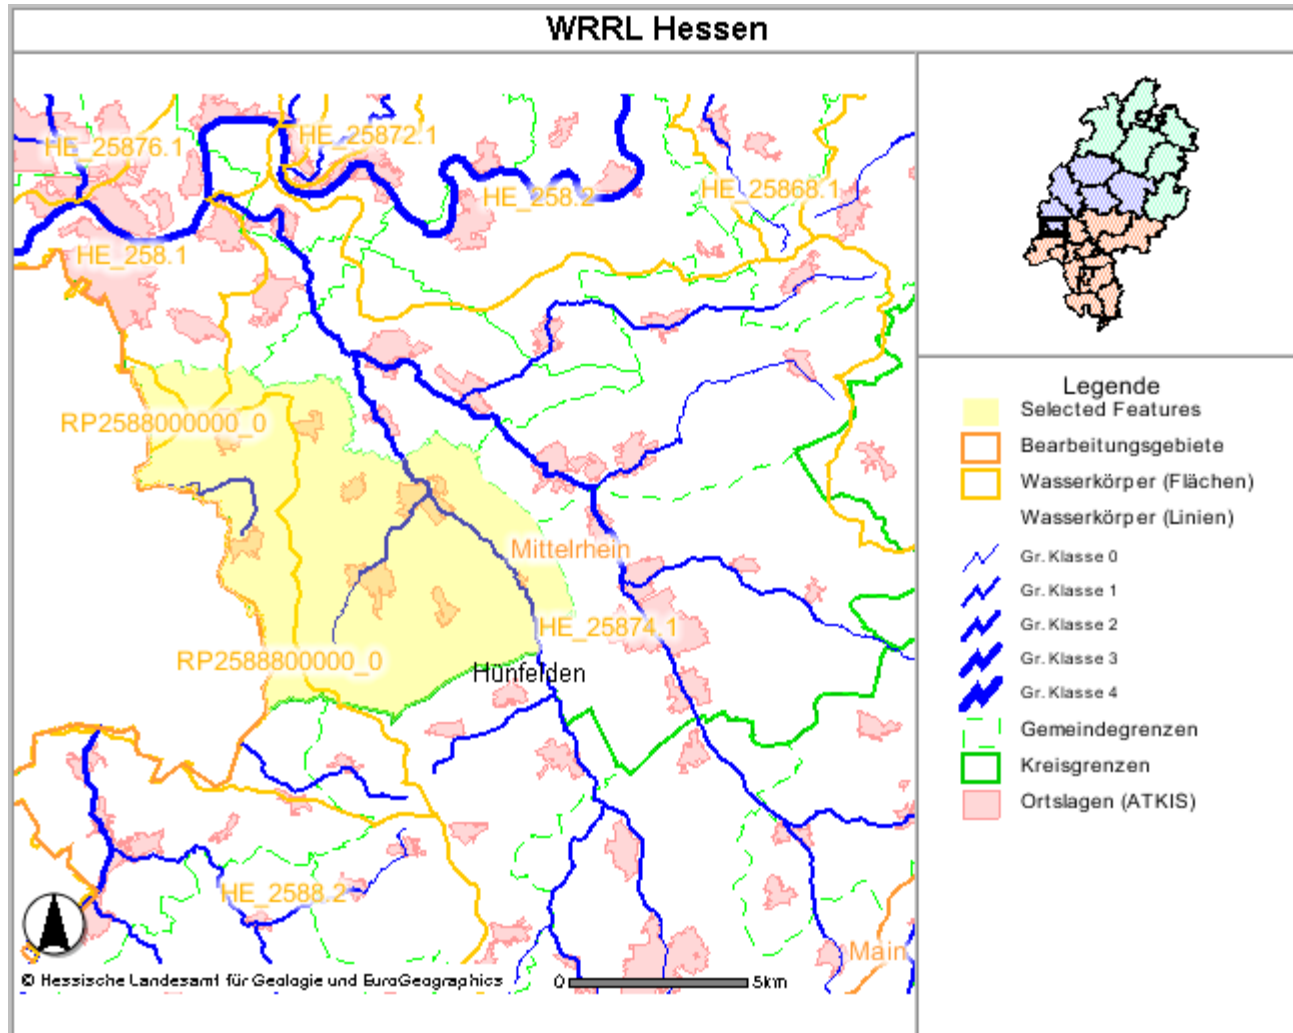 WRRL Hessen
HE_25876.1
HE_25872.1
HE_258.2
HE_25868.1
HE_258.1
RP2588000000_0
Mittelrhein
HE_25874.1
RP2588800000_0
Hünfelden
HE_2588.2
Main
© Hessische Landesamt für Geologie und EuroGeographics
0 5km
Legende
Selected Features
Bearbeitungsgebiete
Wasserkörper (Flächen)
Wasserkörper (Linien)
Gr. Klasse 0
Gr. Klasse 1
Gr. Klasse 2
Gr. Klasse 3
Gr. Klasse 4
Gemeindegrenzen
Kreisgrenzen
Ortslagen (ATKIS)